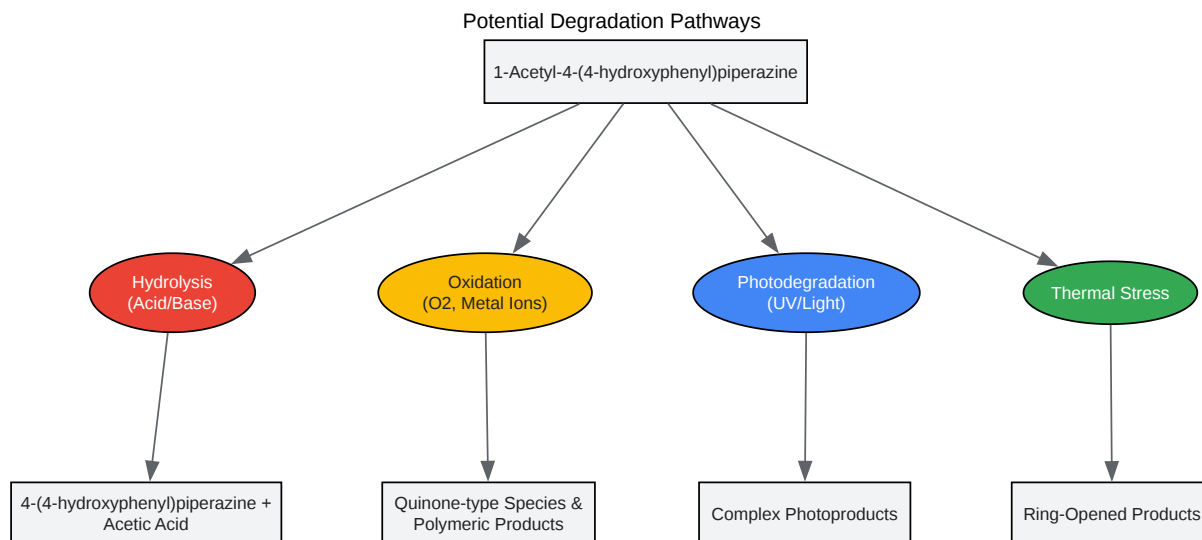 Potential Degradation Pathways
1-Acetyl-4-(4-hydroxyphenyl)piperazine
Hydrolysis
(Acid/Base)
Oxidation
(O2, Metal Ions)
Photodegradation
(UV/Light)
Thermal Stress
4-(4-hydroxyphenyl)piperazine +
Acetic Acid
Quinone-type Species &
Polymeric Products
Complex Photoproducts
Ring-Opened Products